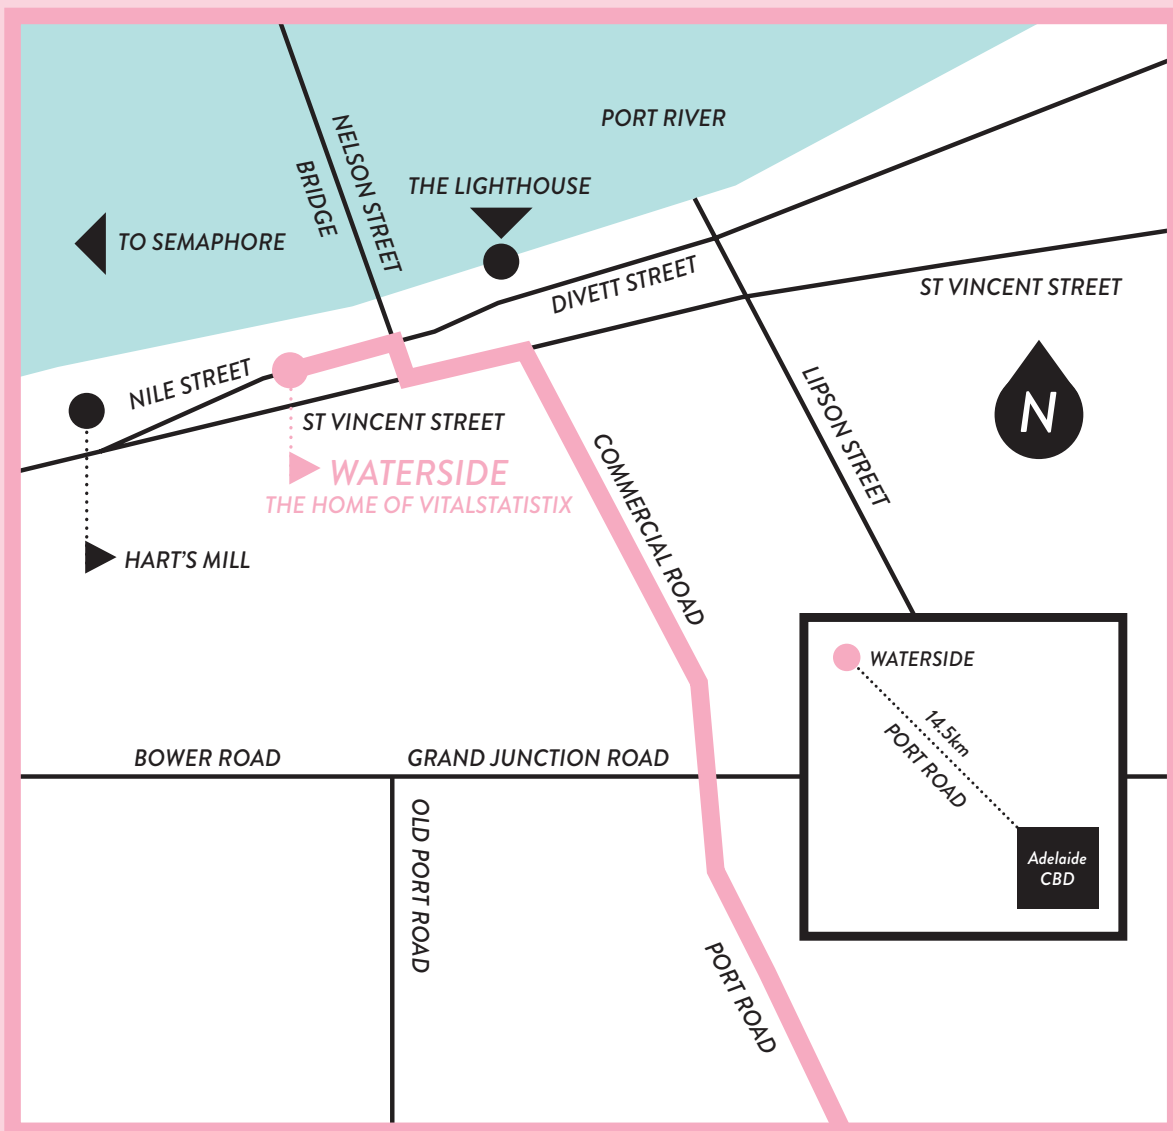 PORT RIVER
NELSON STREET
BRIDGE
THE LIGHTHOUSE
TO SEMAPHORE
DIVETT STREET
ST VINCENT STREET
NILE STREET
ST VINCENT STREET
LIPSON STREET
N
WATERSIDE
THE HOME OF VITALSTATISTIX
COMMERCIAL ROAD
HART'S MILL
WATERSIDE
14.5km
PORT ROAD
Adelaide
CBD
BOWER ROAD
GRAND JUNCTION ROAD
OLD PORT ROAD
PORT ROAD